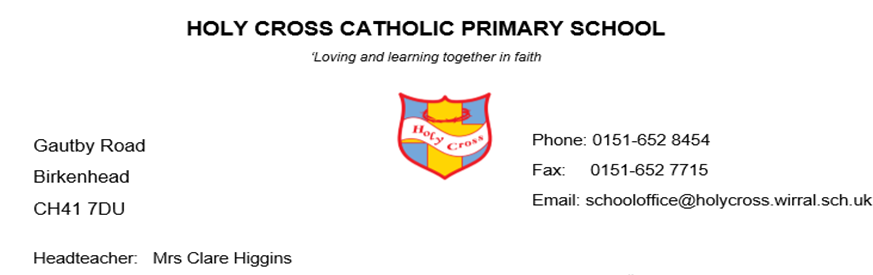 HOLY CROSS CATHOLIC PRIMARY SCHOOL
‘Loving and learning together in faith
Holy Cross
Gautby Road
Birkenhead
CH41 7DU
Phone: 0151-652 8454
Fax: 0151-652 7715
Email: schooloffice@holycross.wirral.sch.uk
Headteacher: Mrs Clare Higgins